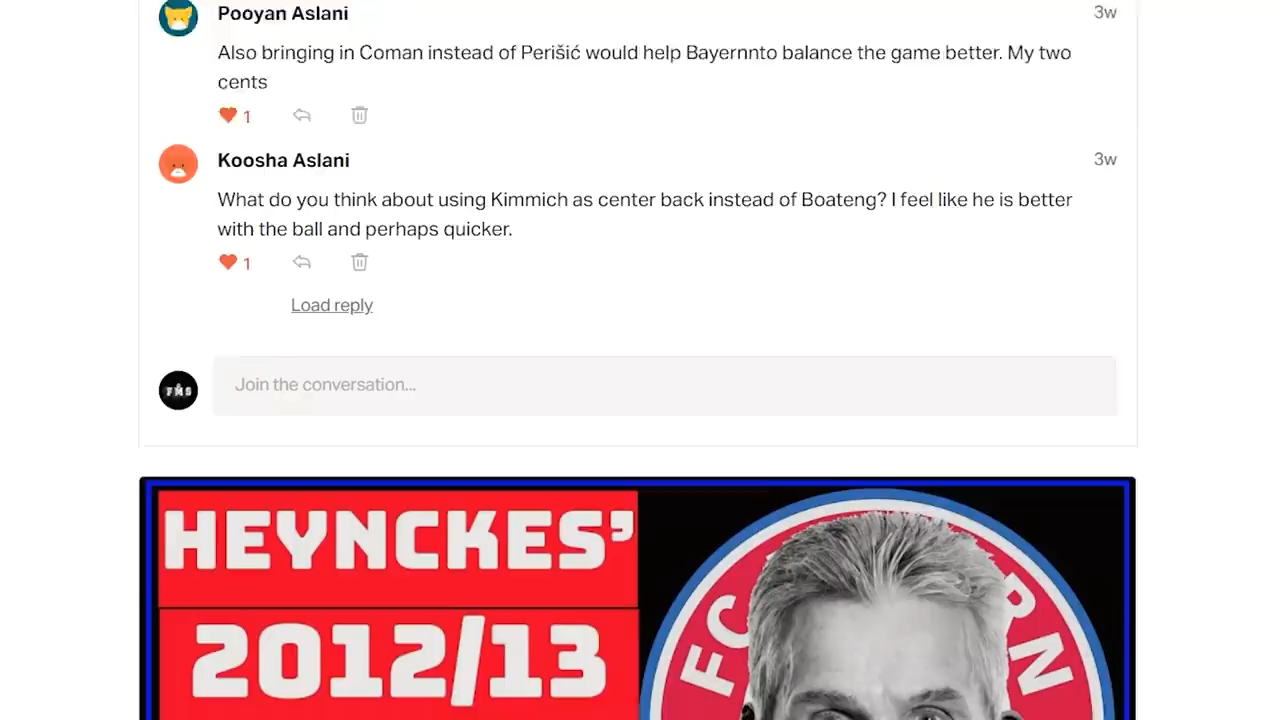 Pooyan Aslani
3w
Also bringing in Coman instead of Perišić would help Bayernnto balance the game better. My two
cents
1
Koosha Aslani
3w
What do you think about using Kimmich as center back instead of Boateng? I feel like he is better
with the ball and perhaps quicker.
1
Load reply
FMS
Join the conversation...
HEYNCKES’
2012/13
FC